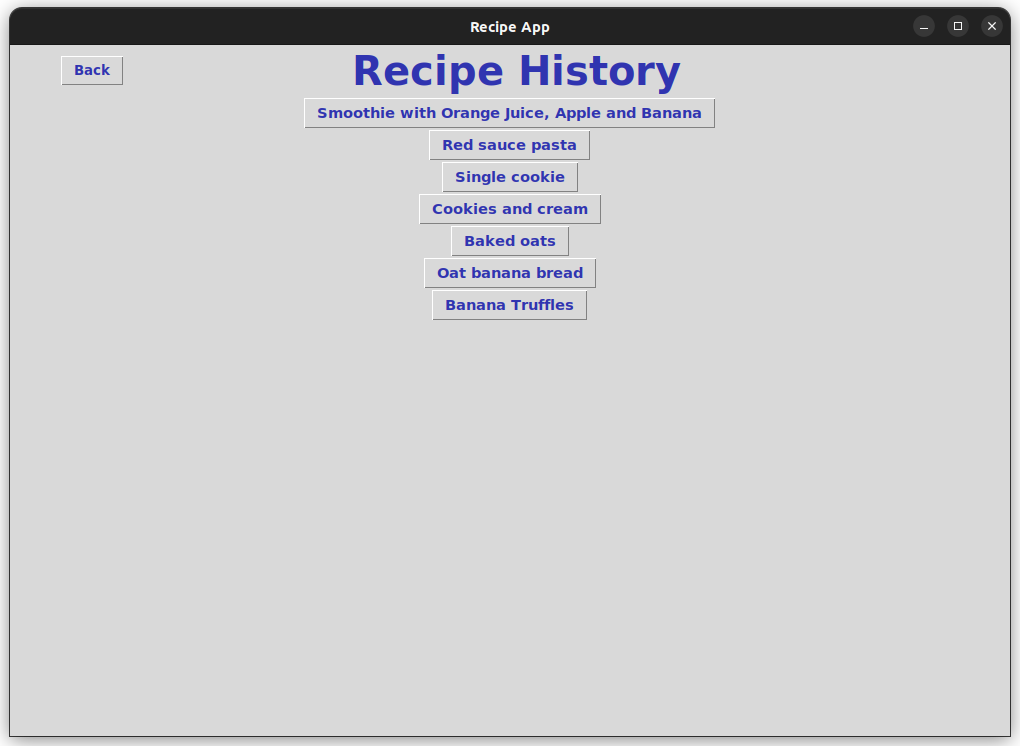 Recipe App
Back
Recipe History
Smoothie with Orange Juice, Apple and Banana
Red sauce pasta
Single cookie
Cookies and cream
Baked oats
Oat banana bread
Banana Truffles